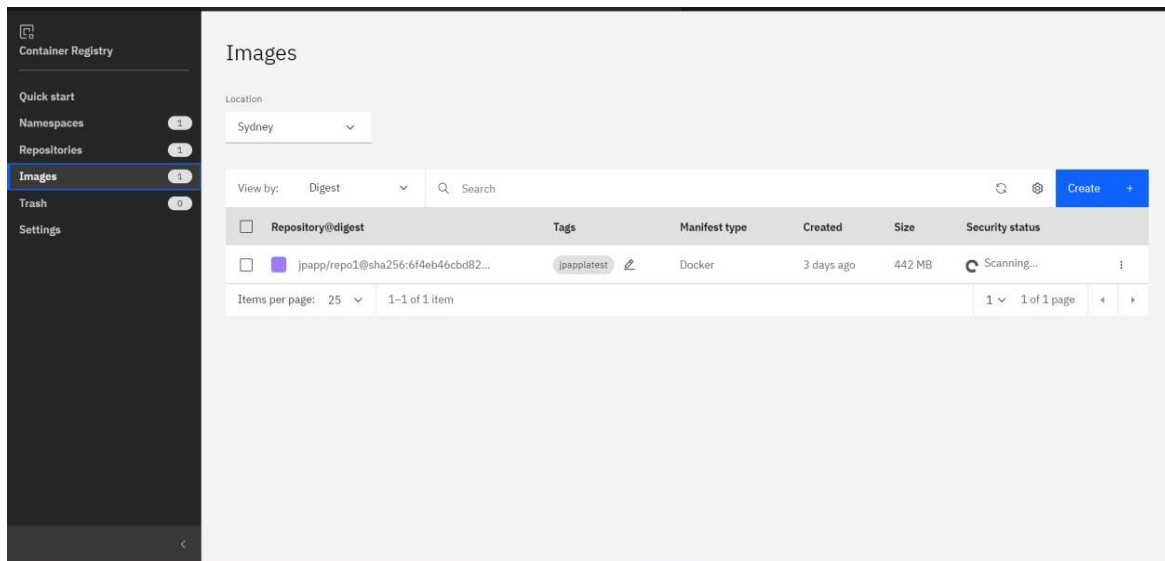 Container Registry
Quick start
Namespaces 1
Repositories 1
Images 1
Trash 0
Settings
Images
Location
Sydney
View by: Digest Search Create +
Repository@digest Tags Manifest type Created Size Security status
jpapp/repo1@sha256:6f4eb46cbd82... jpapplatest Docker 3 days ago 442 MB Scanning...
Items per page: 25 1–1 of 1 item 1 1 of 1 page